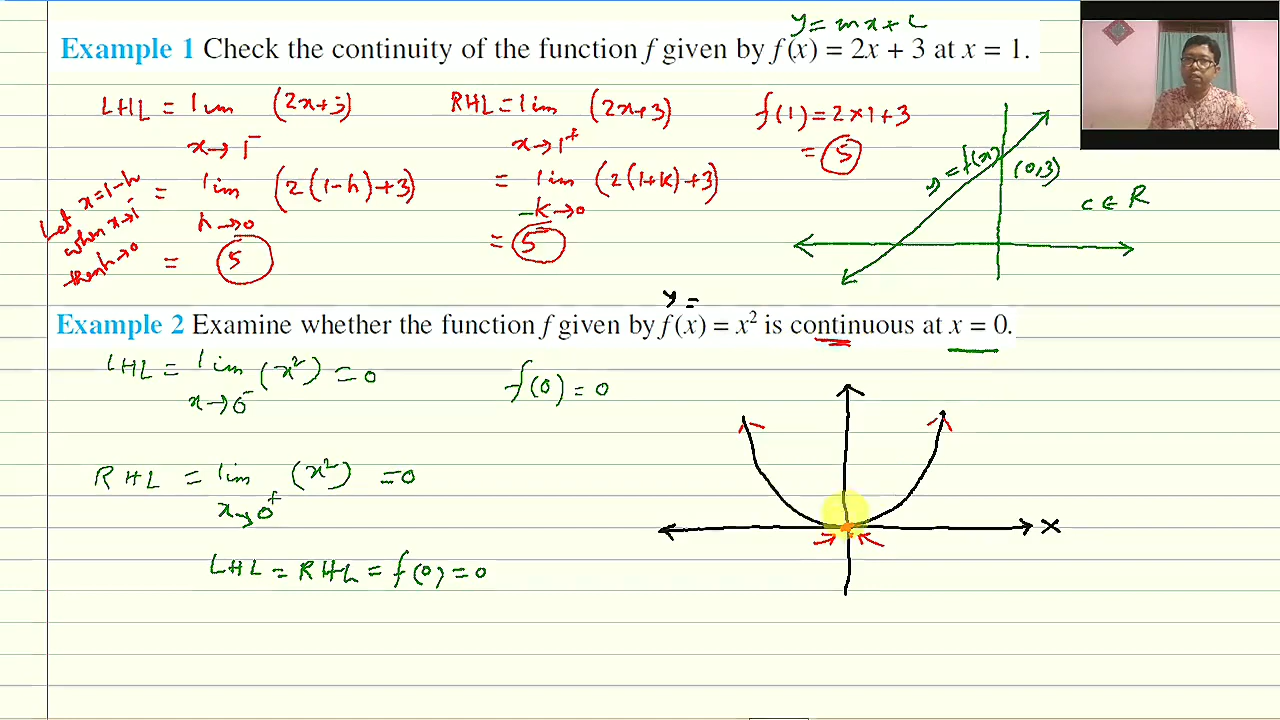 y = mx + c
Example 1 Check the continuity of the function f given by f(x) = 2x + 3 at x = 1.
LHL = lim (2x+3)
x→1⁻
Let x=1-h
when x→1
then h→0
= lim (2(1-h)+3)
h→0
= 5
RHL = lim (2x+3)
x→1⁺
= lim (2(1+k)+3)
k→0
= 5
f(1) = 2×1+3
= 5
y = f(x)
(0,3)
c ∈ R
y =
Example 2 Examine whether the function f given by f(x) = x² is continuous at x = 0.
LHL = lim (x²) = 0
x→0⁻
f(0) = 0
RHL = lim (x²) = 0
x→0⁺
LHL = RHL = f(0) = 0
X